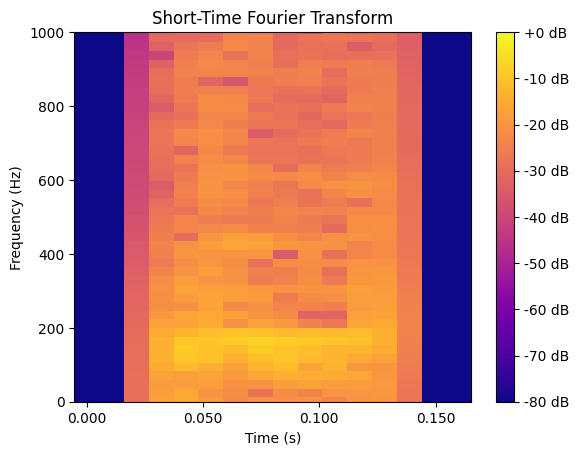 Short-Time Fourier Transform
Frequency (Hz)
1000
800
600
400
200
0
0.000 0.050 0.100 0.150
Time (s)
+0 dB
-10 dB
-20 dB
-30 dB
-40 dB
-50 dB
-60 dB
-70 dB
-80 dB